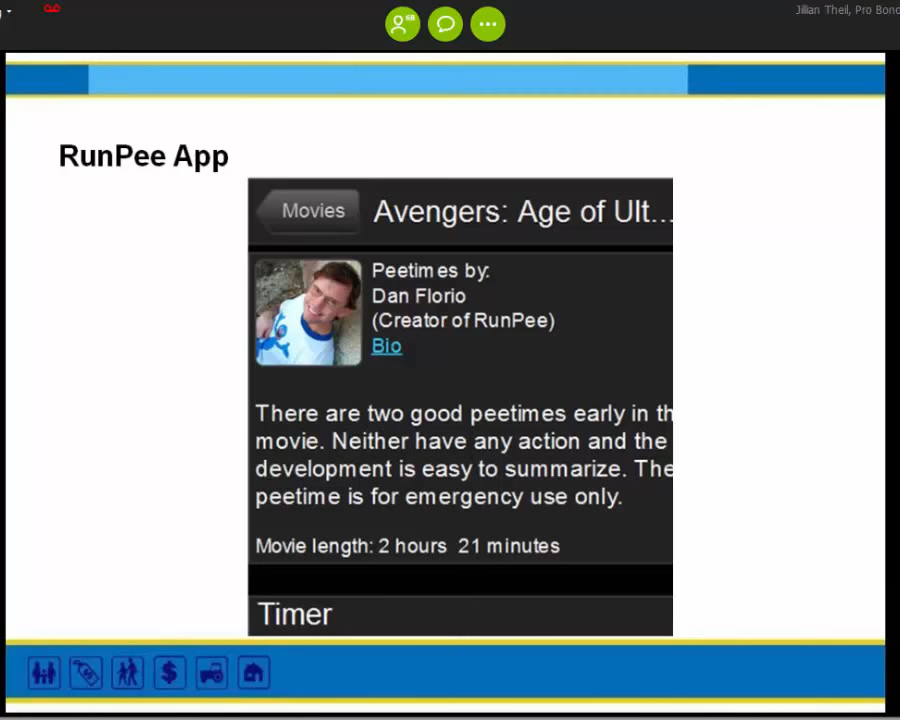 Jillian Theil, Pro Bono
68
RunPee App
Movies
Avengers: Age of Ult...
Peetimes by:
Dan Florio
(Creator of RunPee)
Bio
There are two good peetimes early in th
movie. Neither have any action and the
development is easy to summarize. The
peetime is for emergency use only.
Movie length: 2 hours 21 minutes
Timer
$